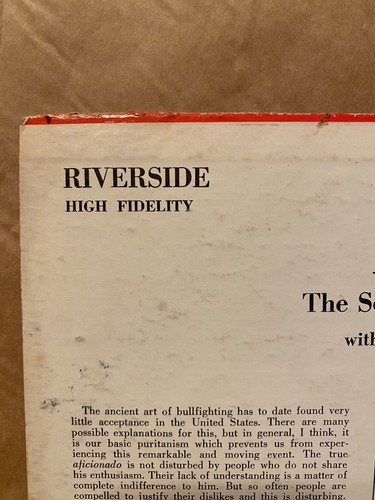 RIVERSIDE
HIGH FIDELITY
The
with
The ancient art of bullfighting has to date found very
little acceptance in the United States. There are many
possible explanations for this, but in general, I think, it
is our basic puritanism which prevents us from exper-
iencing this remarkable and moving event. The true
aficionado is not disturbed by people who do not share
his enthusiasm. Their lack of understanding is a matter of
complete indifference to him. But so often people are
compelled to justify their dislikes and this is disturbing.